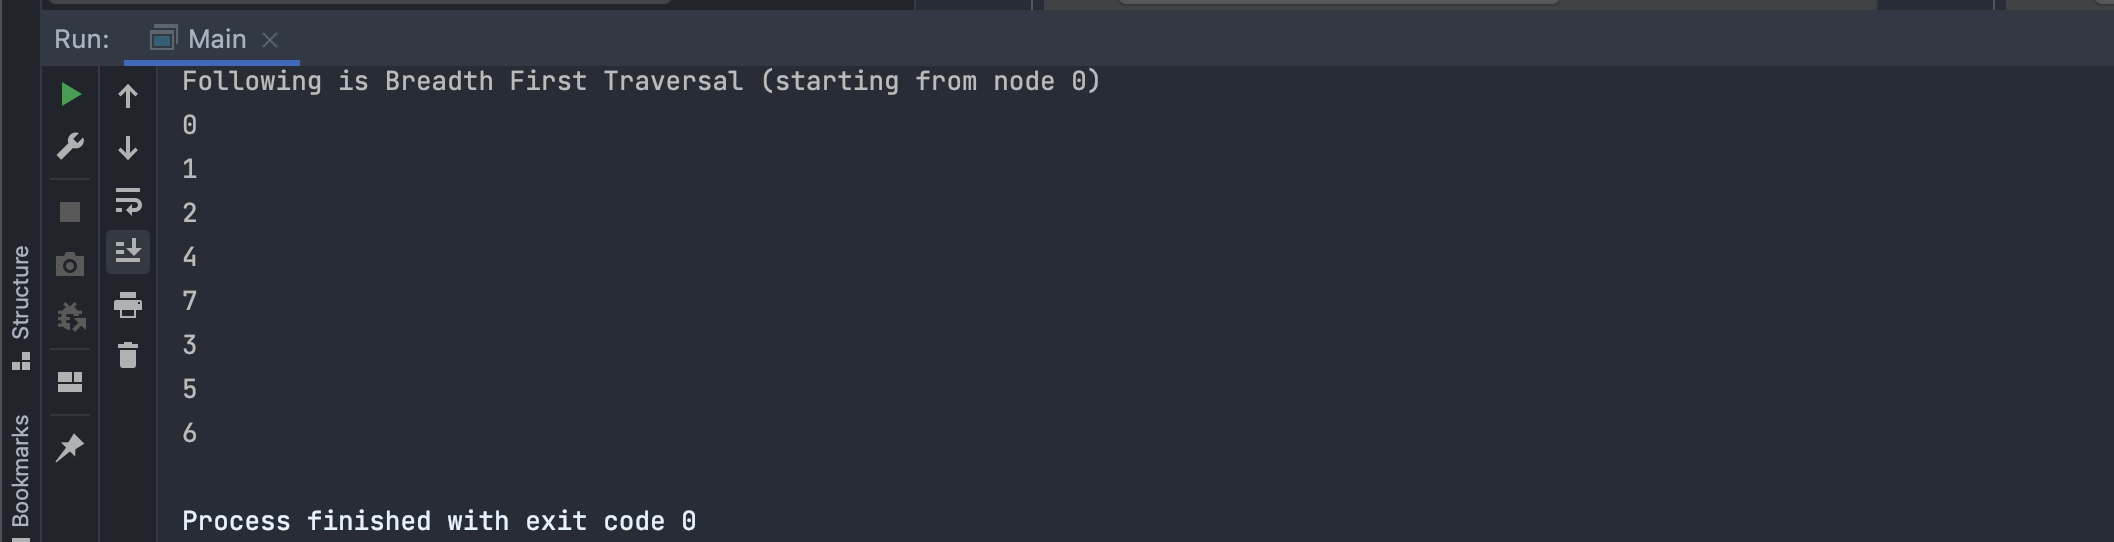 Run: Main
Following is Breadth First Traversal (starting from node 0)
0
1
2
4
7
3
5
6
Process finished with exit code 0
Structure
Bookmarks